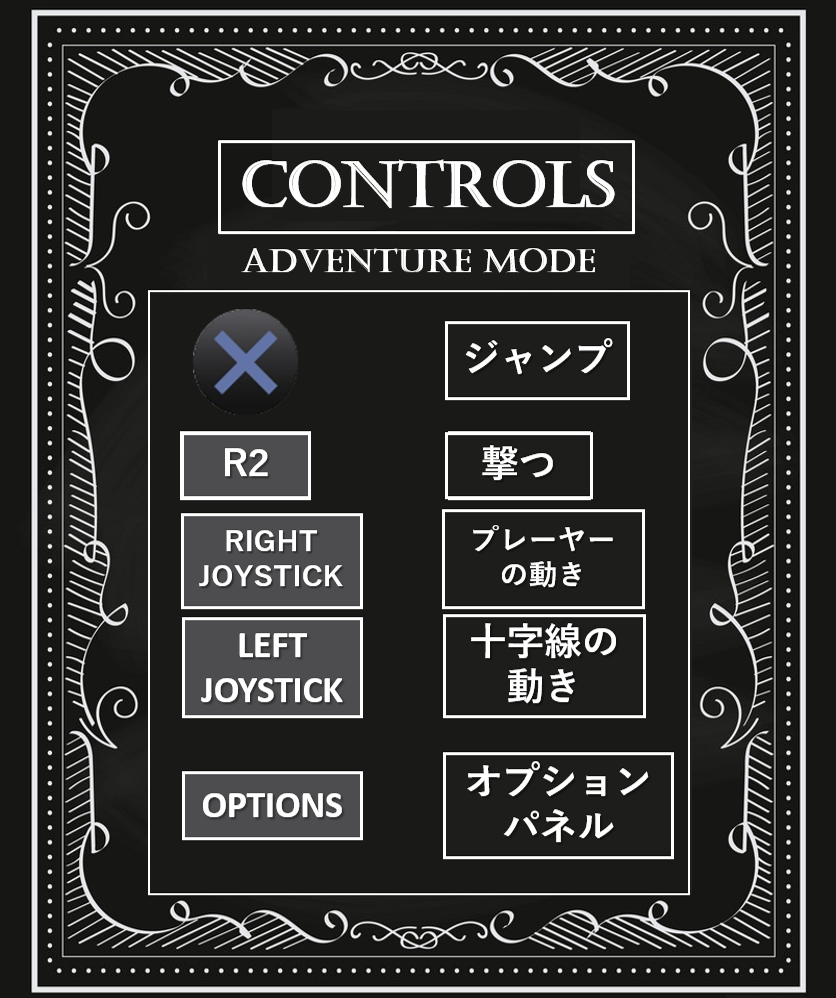 CONTROLS
ADVENTURE MODE
ジャンプ
R2
撃つ
RIGHT
JOYSTICK
プレーヤー
の動き
LEFT
JOYSTICK
十字線の
動き
OPTIONS
オプション
パネル